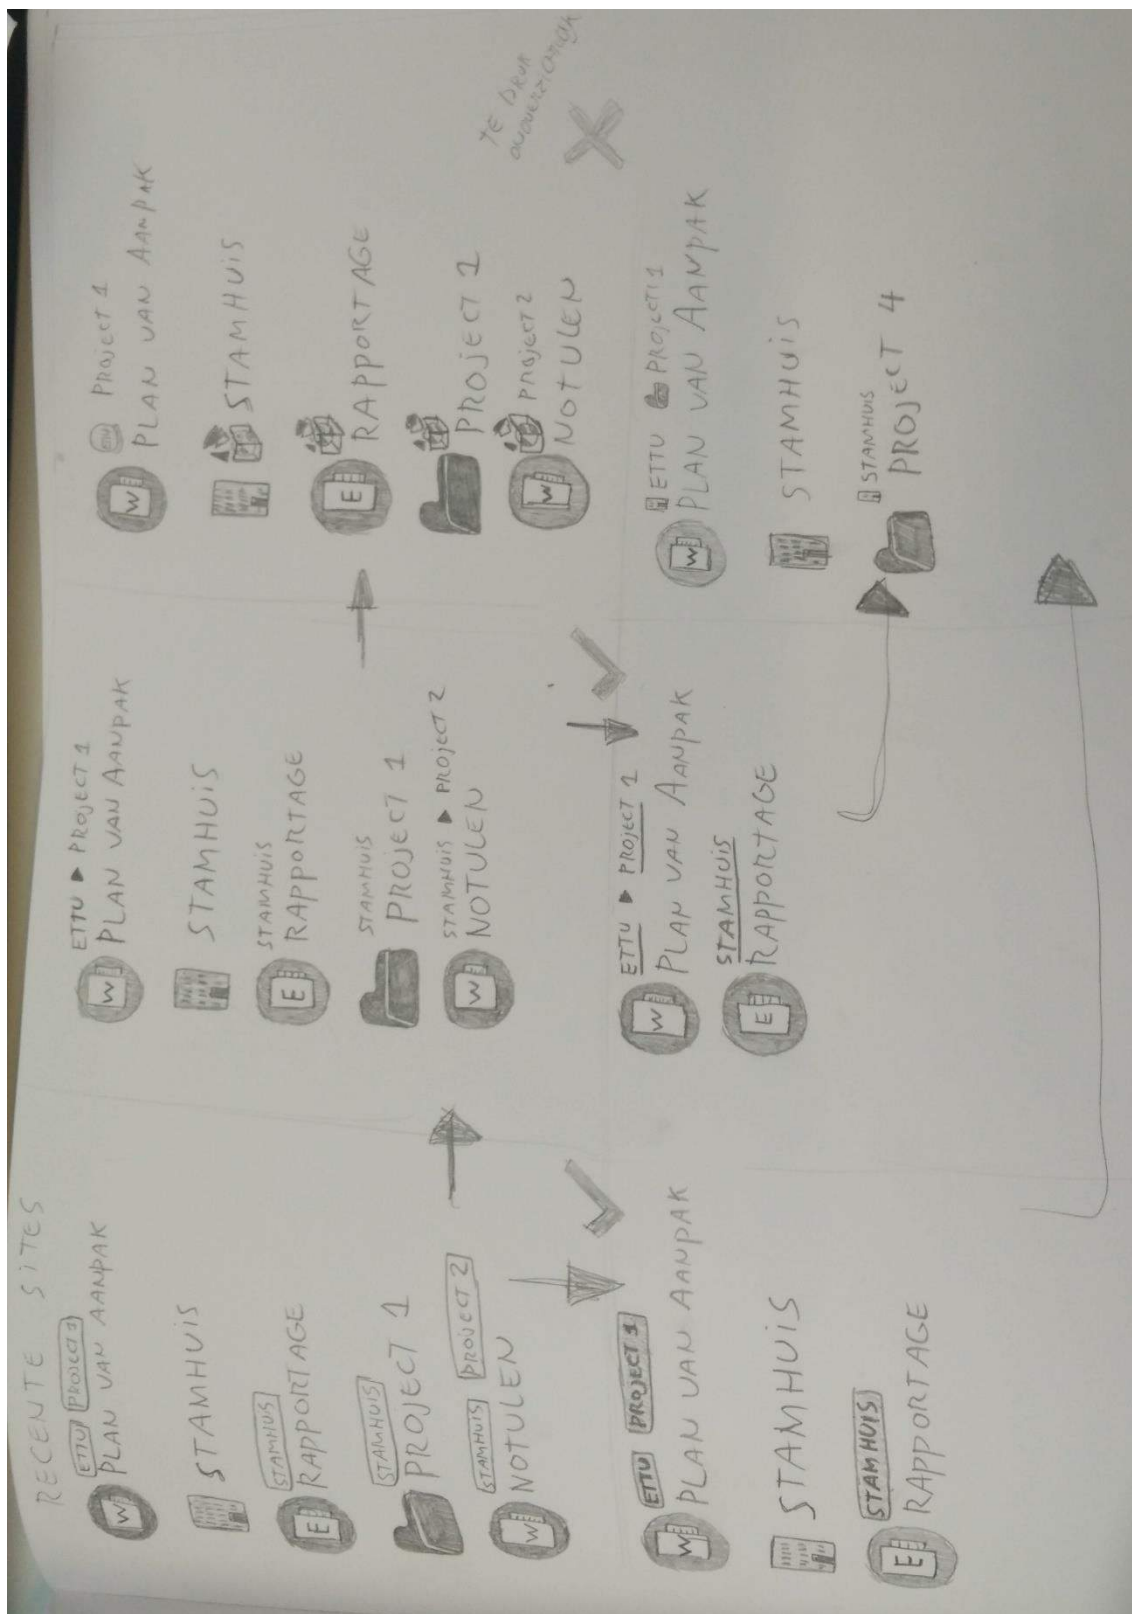 RECENTE SITES
ETTU PROJECT 1
W PLAN VAN AANPAK
STAMHUIS
STAMHUIS
E RAPPORTAGE
STAMHUIS
PROJECT 1
STAMHUIS PROJECT 2
W NOTULEN
ETTU ▶ PROJECT 1
W PLAN VAN AANPAK
STAMHUIS
STAMHUIS
E RAPPORTAGE
STAMHUIS
PROJECT 1
STAMHUIS ▶ PROJECT 2
W NOTULEN
PROJECT 1
W PLAN VAN AANPAK
STAMHUIS
E RAPPORTAGE
PROJECT 1
PROJECT 2
W NOTULEN
TE DRUK
ETTU PROJECT 1
W PLAN VAN AANPAK
STAMHUIS
STAMHUIS
E RAPPORTAGE
ETTU ▶ PROJECT 1
W PLAN VAN AANPAK
STAMHUIS
E RAPPORTAGE
ETTU PROJECT 1
W PLAN VAN AANPAK
STAMHUIS
STAMHUIS
PROJECT 4